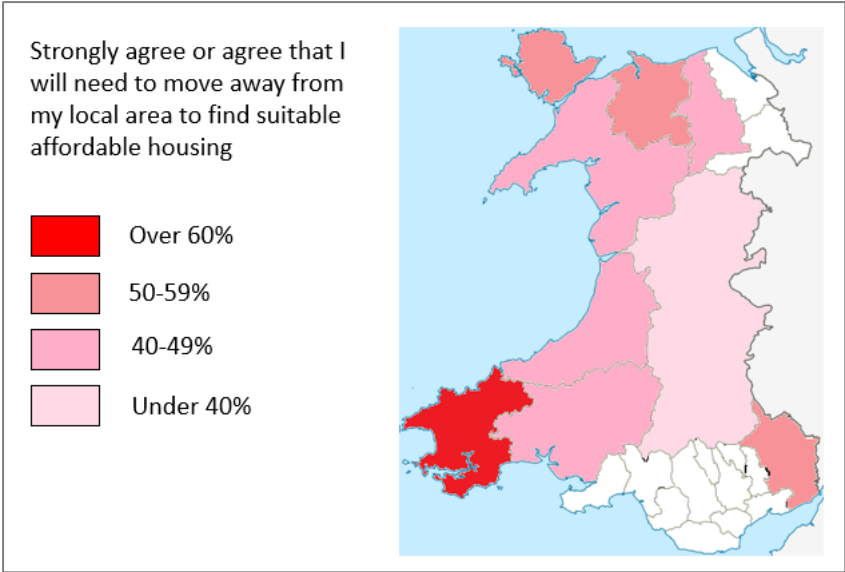 Strongly agree or agree that I
will need to move away from
my local area to find suitable
affordable housing
Over 60%
50-59%
40-49%
Under 40%